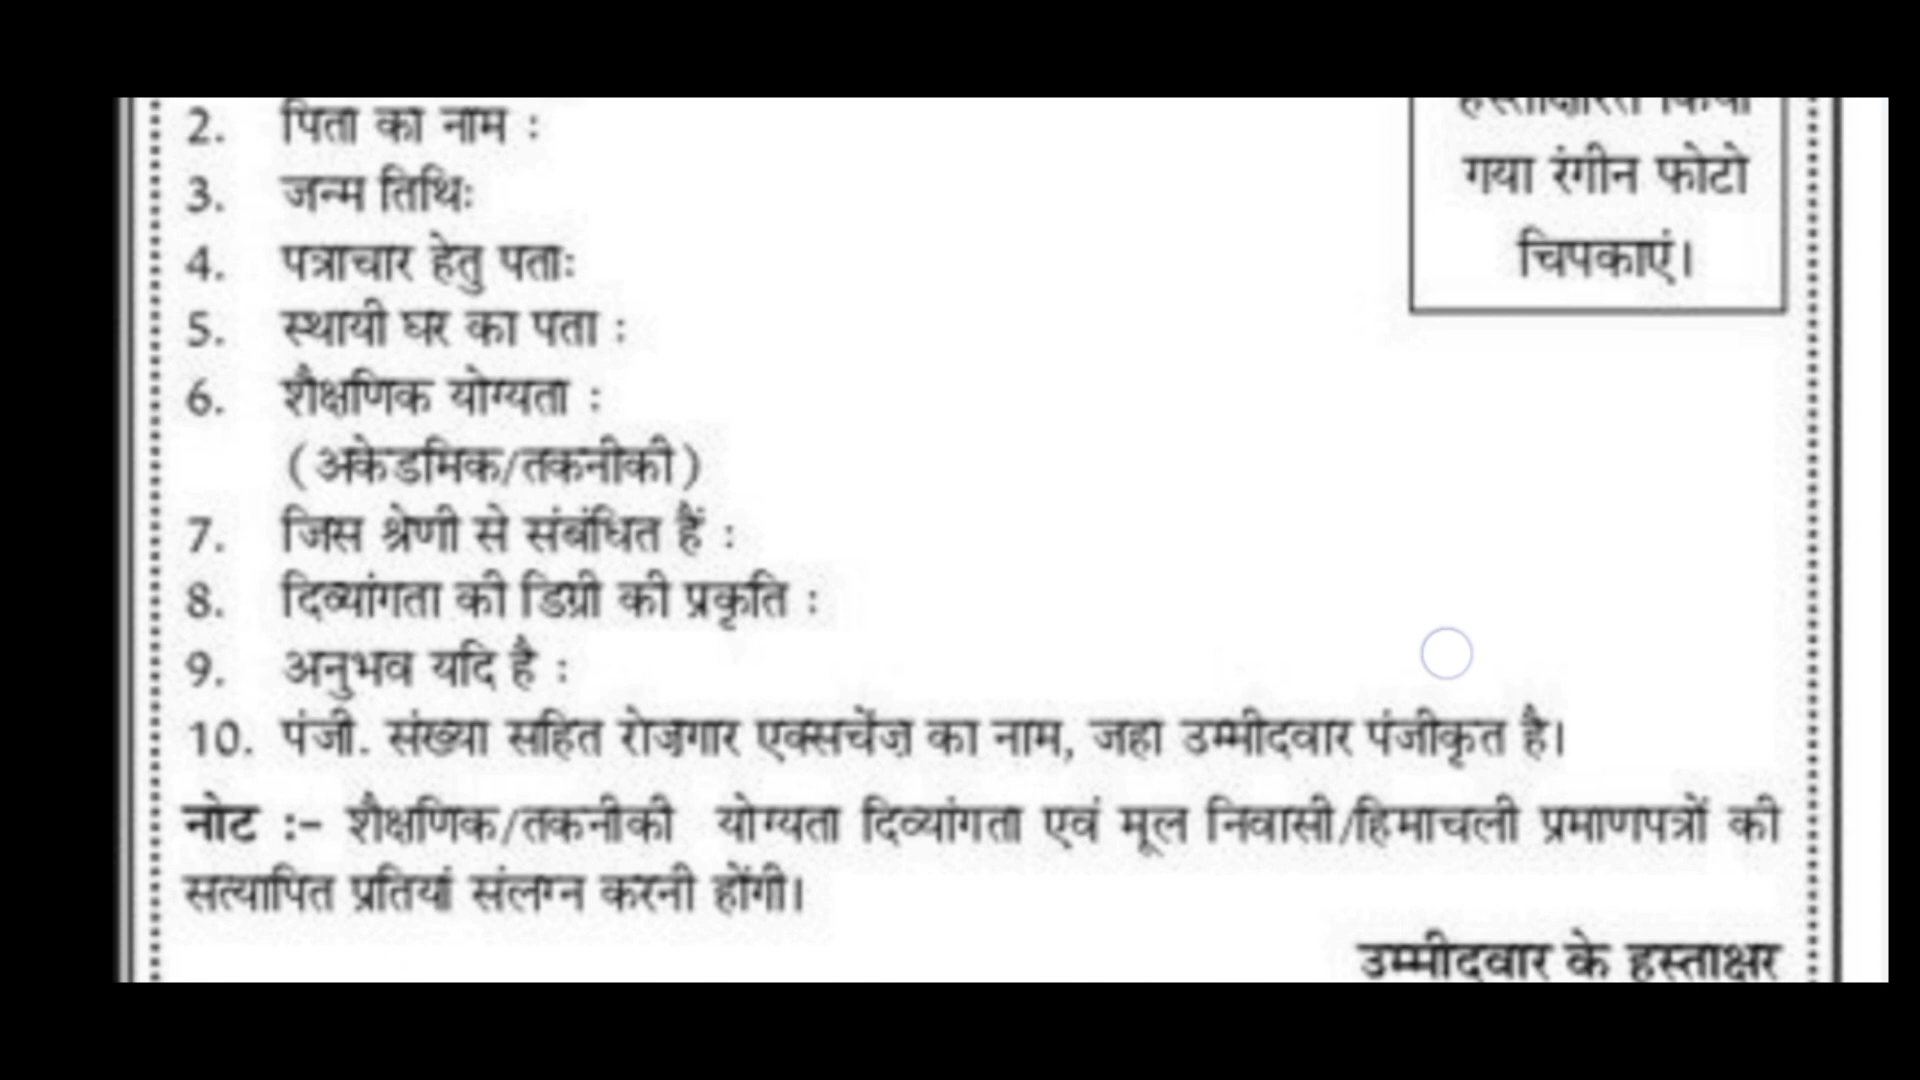 हस्ताक्षरित किया
गया रंगीन फोटो
चिपकाएं।
2. पिता का नाम :
3. जन्म तिथिः
4. पत्राचार हेतु पताः
5. स्थायी घर का पता :
6. शैक्षणिक योग्यता :
(अकेडमिक/तकनीकी)
7. जिस श्रेणी से संबंधित हैं :
8. दिव्यांगता की डिग्री की प्रकृति :
9. अनुभव यदि है :
10. पंजी. संख्या सहित रोज़गार एक्सचेंज़ का नाम, जहा उम्मीदवार पंजीकृत है।
नोट :- शैक्षणिक/तकनीकी योग्यता दिव्यांगता एवं मूल निवासी/हिमाचली प्रमाणपत्रों की
सत्यापित प्रतियां संलग्न करनी होंगी।
उम्मीदवार के हस्ताक्षर